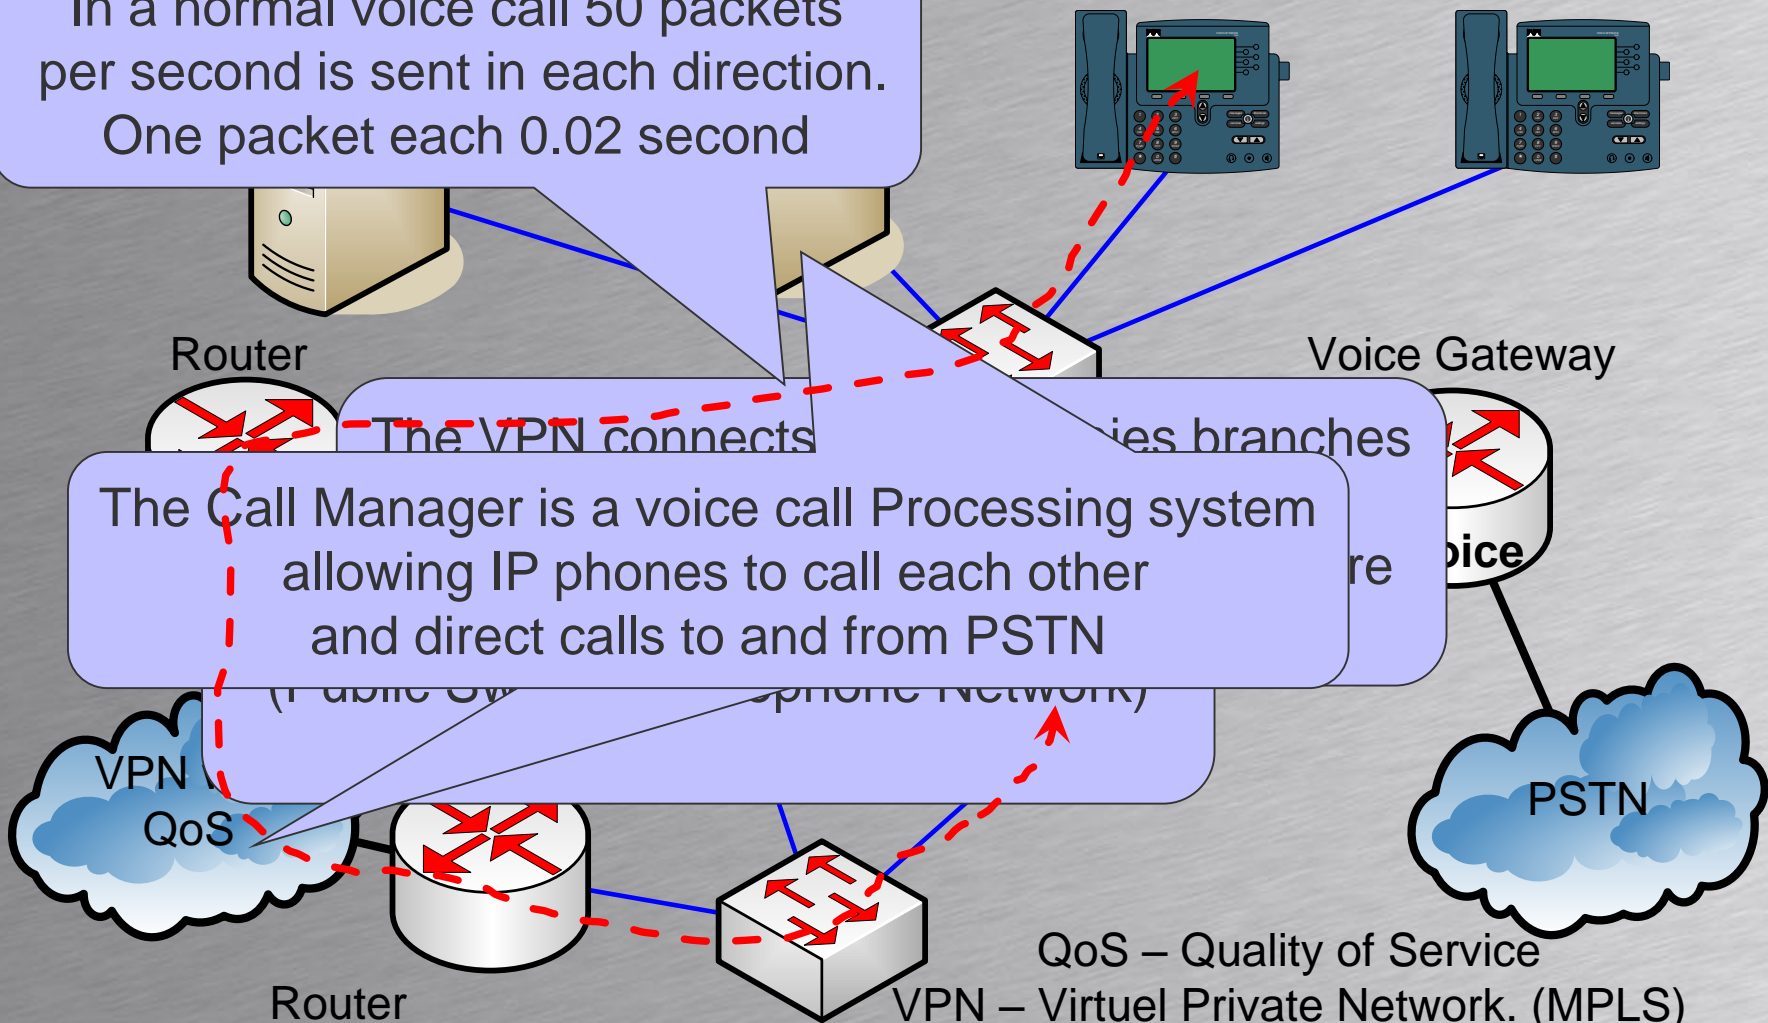 In a normal voice call 50 packets
per second is sent in each direction.
One packet each 0.02 second
Router
Voice Gateway
The VPN connects
branches
The Call Manager is a voice call Processing system
allowing IP phones to call each other
and direct calls to and from PSTN
(Public
Network)
VPN
QoS
PSTN
QoS – Quality of Service
Router
VPN – Virtuel Private Network. (MPLS)